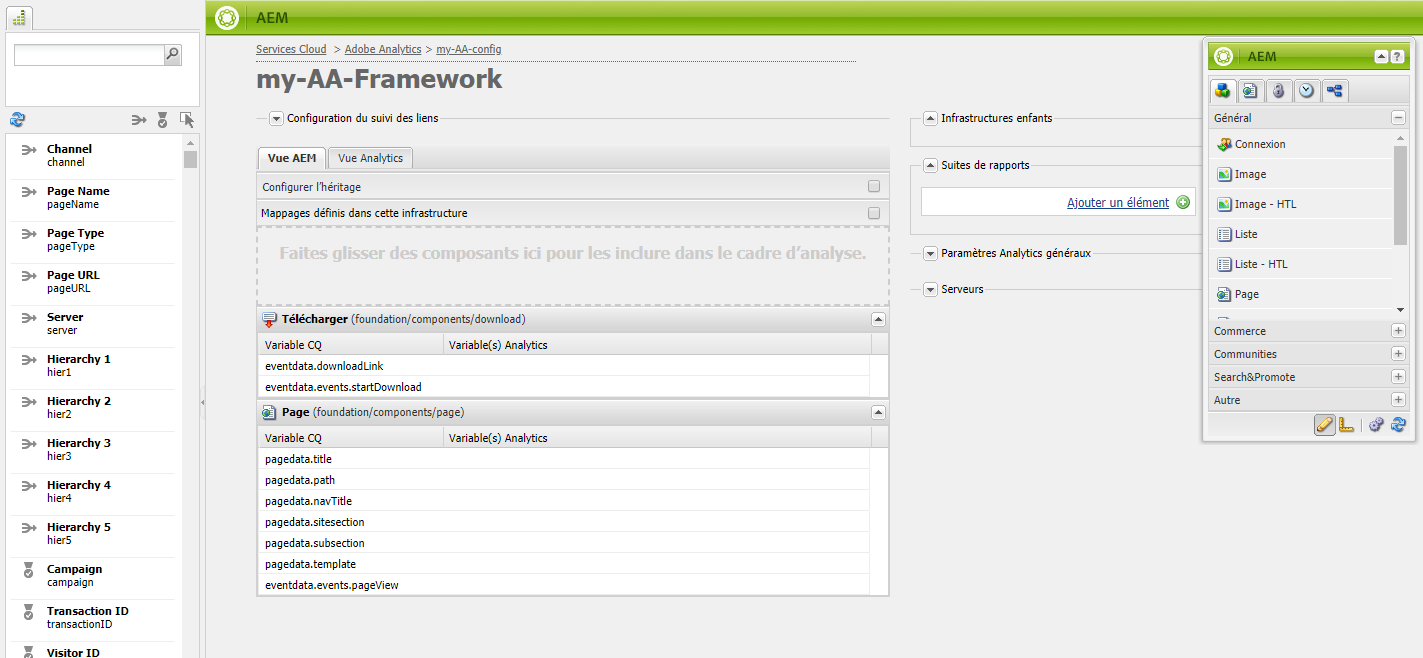 AEM
Services Cloud > Adobe Analytics > my-AA-config
my-AA-Framework
Channel
channel
Page Name
pageName
Page Type
pageType
Page URL
pageURL
Server
server
Hierarchy 1
hier1
Hierarchy 2
hier2
Hierarchy 3
hier3
Hierarchy 4
hier4
Hierarchy 5
hier5
Campaign
campaign
Transaction ID
transactionID
Visitor ID
Configuration du suivi des liens
Vue AEM
Vue Analytics
Configurer l'héritage
Mappages définis dans cette infrastructure
Faites glisser des composants ici pour les inclure dans le cadre d'analyse.
Télécharger (foundation/components/download)
Variable CQ Variable(s) Analytics
eventdata.downloadLink
eventdata.events.startDownload
Page (foundation/components/page)
Variable CQ Variable(s) Analytics
pagedata.title
pagedata.path
pagedata.navTitle
pagedata.sitesection
pagedata.subsection
pagedata.template
eventdata.events.pageView
Infrastructures enfants
Suites de rapports
Ajouter un élément
Paramètres Analytics généraux
Serveurs
AEM
?
Général
Connexion
Image
Image - HTL
Liste
Liste - HTL
Page
Commerce
Communities
Search&Promote
Autre